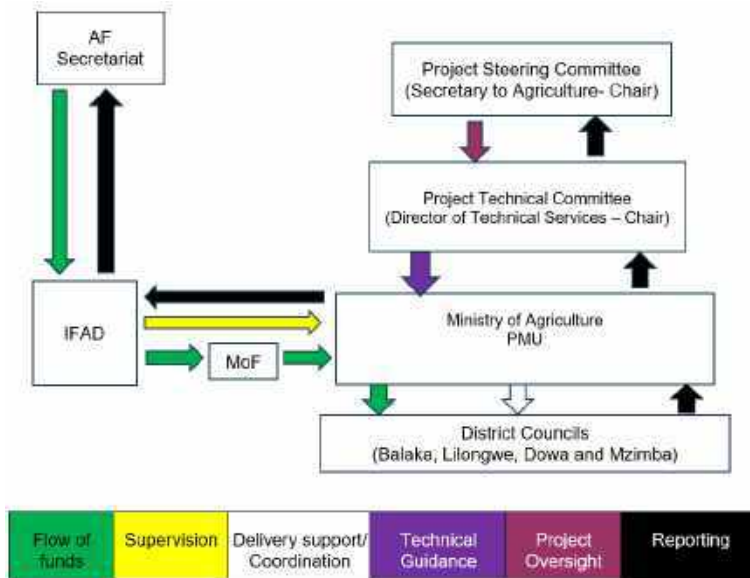 AF
Secretariat
Project Steering Committee
(Secretary to Agriculture- Chair)
Project Technical Committee
(Director of Technical Services – Chair)
IFAD
MoF
Ministry of Agriculture
PMU
District Councils
(Balaka, Lilongwe, Dowa and Mzimba)
Flow of
funds
Supervision
Delivery support/
Coordination
Technical
Guidance
Project
Oversight
Reporting